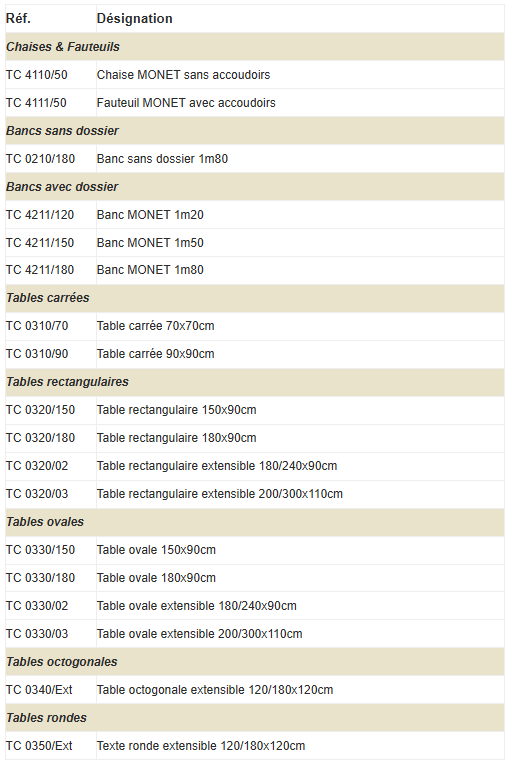 Réf. Désignation
Chaises & Fauteuils
TC 4110/50 Chaise MONET sans accoudoirs
TC 4111/50 Fauteuil MONET avec accoudoirs
Bancs sans dossier
TC 0210/180 Banc sans dossier 1m80
Bancs avec dossier
TC 4211/120 Banc MONET 1m20
TC 4211/150 Banc MONET 1m50
TC 4211/180 Banc MONET 1m80
Tables carrées
TC 0310/70 Table carrée 70x70cm
TC 0310/90 Table carrée 90x90cm
Tables rectangulaires
TC 0320/150 Table rectangulaire 150x90cm
TC 0320/180 Table rectangulaire 180x90cm
TC 0320/02 Table rectangulaire extensible 180/240x90cm
TC 0320/03 Table rectangulaire extensible 200/300x110cm
Tables ovales
TC 0330/150 Table ovale 150x90cm
TC 0330/180 Table ovale 180x90cm
TC 0330/02 Table ovale extensible 180/240x90cm
TC 0330/03 Table ovale extensible 200/300x110cm
Tables octogonales
TC 0340/Ext Table octogonale extensible 120/180x120cm
Tables rondes
TC 0350/Ext Texte ronde extensible 120/180x120cm